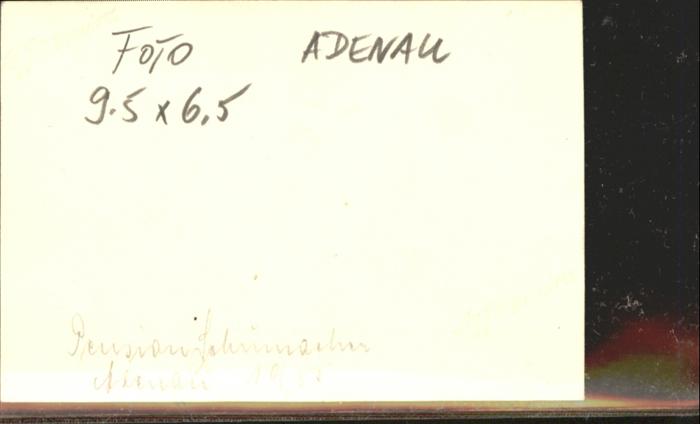 FOTO ADENAU
9.5 x 6,5
Pension Schumacher
Adenau